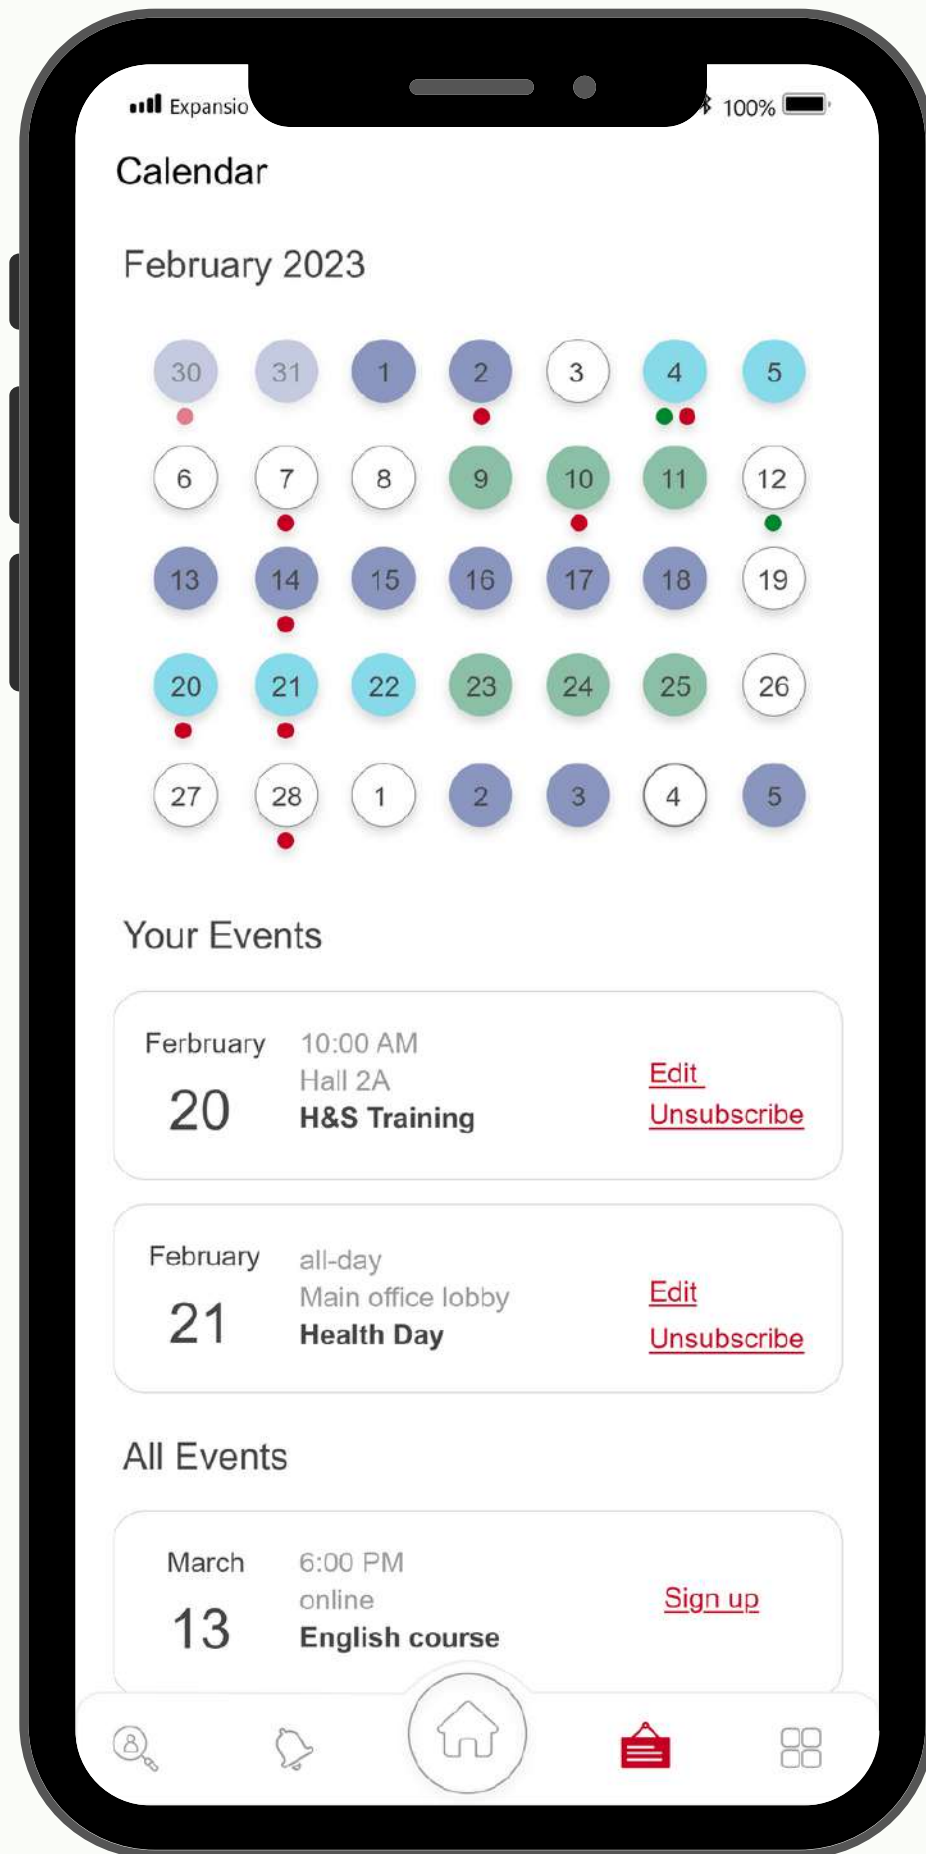 Expansio
100%
Calendar
February 2023
30 31 1 2 3 4 5
6 7 8 9 10 11 12
13 14 15 16 17 18 19
20 21 22 23 24 25 26
27 28 1 2 3 4 5
Your Events
Ferbruary
20
10:00 AM
Hall 2A
H&S Training
Edit
Unsubscribe
February
21
all-day
Main office lobby
Health Day
Edit
Unsubscribe
All Events
March
13
6:00 PM
online
English course
Sign up